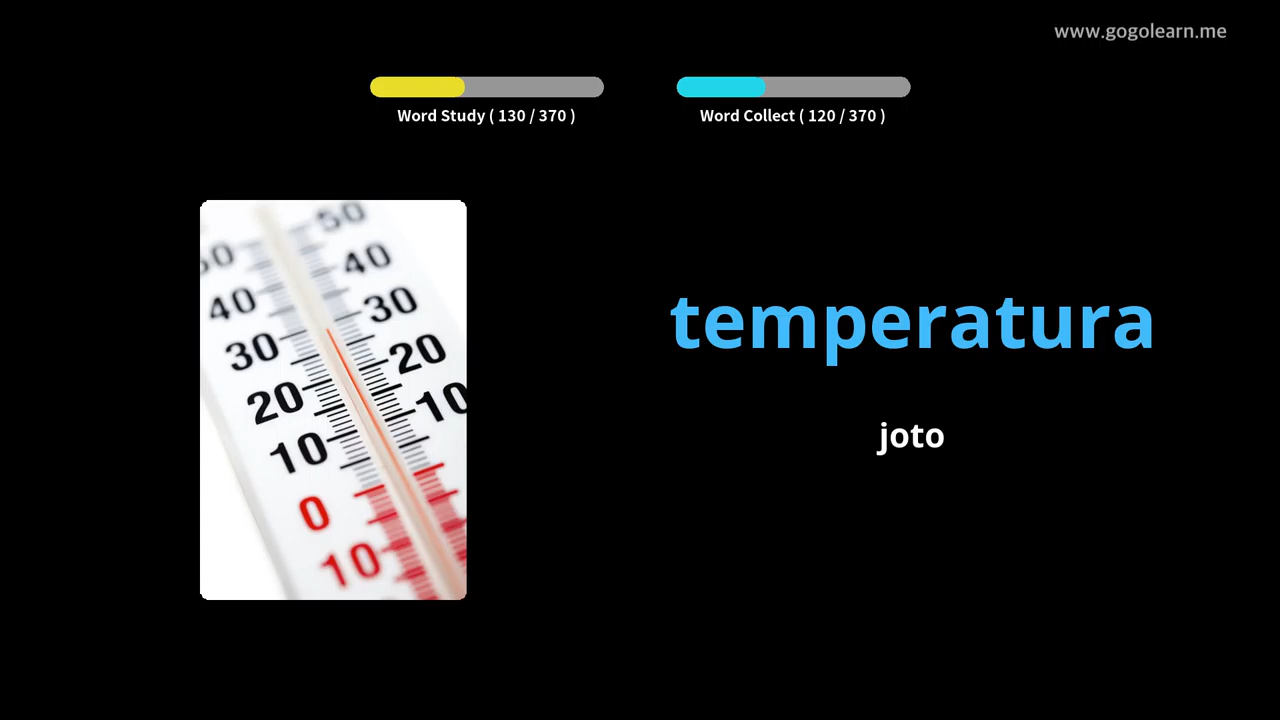 www.gogolearn.me
Word Study ( 130 / 370 )
Word Collect ( 120 / 370 )
temperatura
joto
50
40
40
30
30
20
20
10
10
0
10